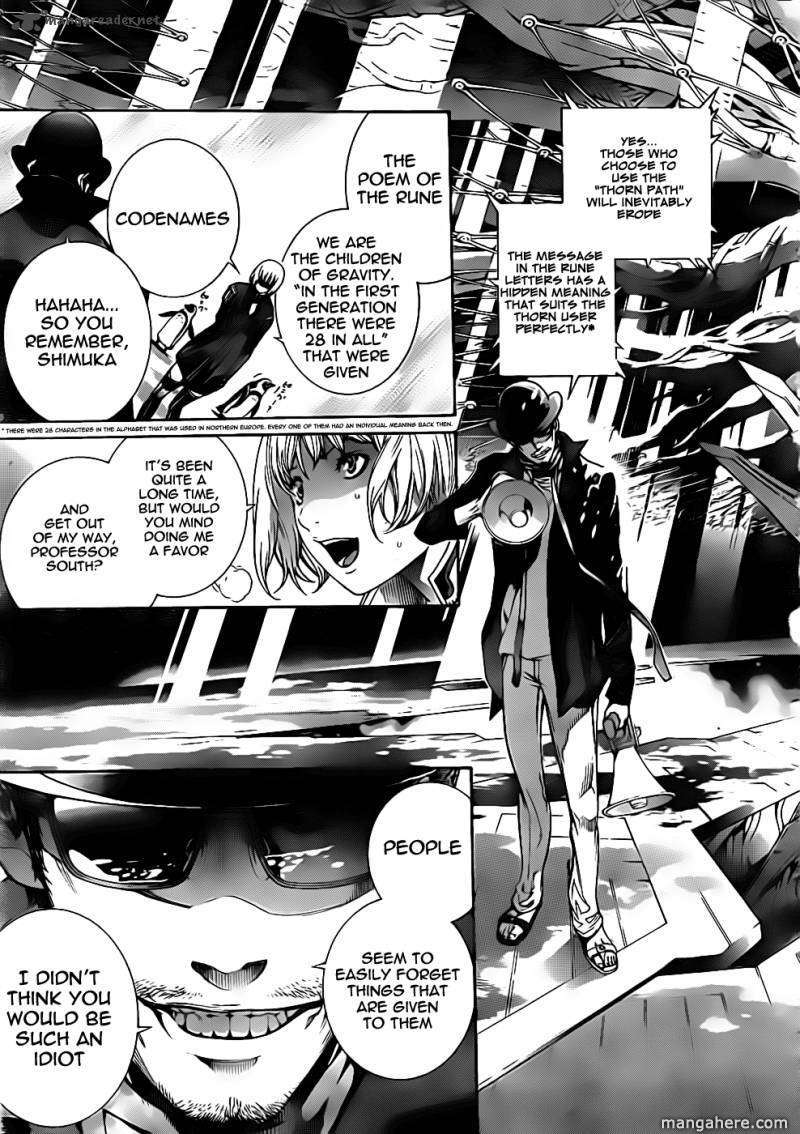 mangareader.net
YES...
THOSE WHO
CHOOSE TO
USE THE
"THORN PATH"
WILL INEVITABLY
ERODE
THE MESSAGE
IN THE RUNE
LETTERS HAS A
HIDDEN MEANING
THAT SUITS THE
THORN USER
PERFECTLY*
THE
POEM OF
THE RUNE
WE ARE
THE CHILDREN
OF GRAVITY.
"IN THE FIRST
GENERATION
THERE WERE
28 IN ALL"
THAT WERE
GIVEN
CODENAMES
HAHAHA...
SO YOU
REMEMBER,
SHIMUKA
* THERE WERE 28 CHARACTERS IN THE ALPHABET THAT WAS USED IN NORTHERN EUROPE. EVERY ONE OF THEM HAD AN INDIVIDUAL MEANING BACK THEN.
IT'S BEEN
QUITE A
LONG TIME,
BUT WOULD
YOU MIND
DOING ME
A FAVOR
AND
GET OUT
OF MY WAY,
PROFESSOR
SOUTH?
PEOPLE
SEEM TO
EASILY FORGET
THINGS THAT
ARE GIVEN
TO THEM
I DIDN'T
THINK YOU
WOULD BE
SUCH AN
IDIOT
mangahere.com